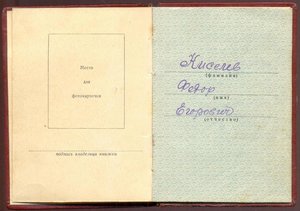 Место
для
фотокарточки
подпись владельца книжки
Киселев
(фамилия)
Федор
(имя)
Егорович
(отчество)